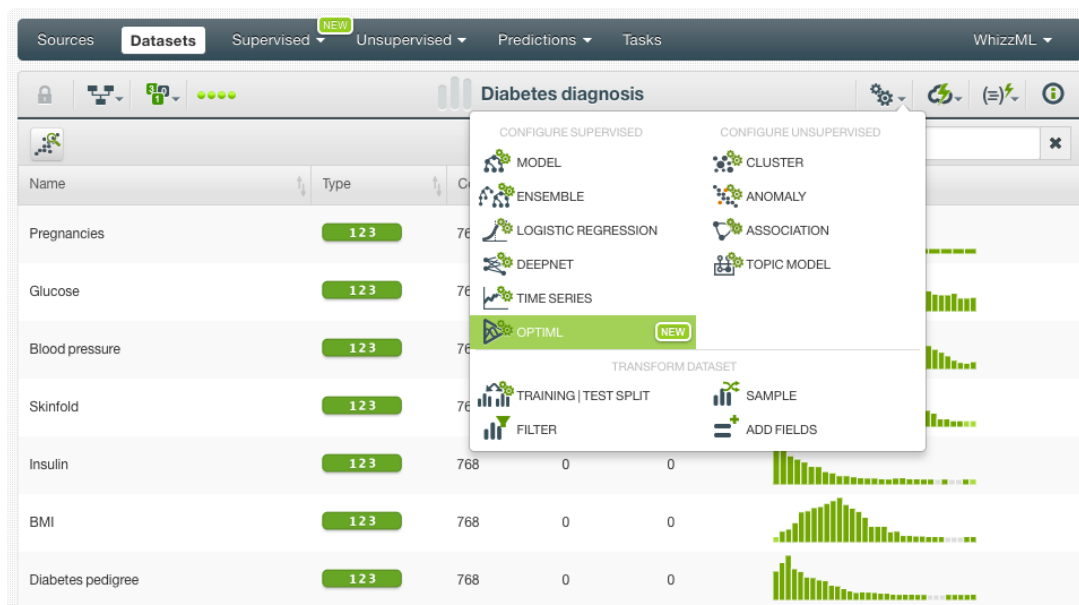 NEW
Sources Datasets Supervised Unsupervised Predictions Tasks WhizzML
Diabetes diagnosis
CONFIGURE SUPERVISED CONFIGURE UNSUPERVISED
MODEL CLUSTER
Name Type
ENSEMBLE ANOMALY
Pregnancies 123 LOGISTIC REGRESSION ASSOCIATION
DEEPNET TOPIC MODEL
Glucose 123 TIME SERIES
OPTIML NEW
Blood pressure 123
TRANSFORM DATASET
Skinfold 123 TRAINING | TEST SPLIT SAMPLE
FILTER ADD FIELDS
Insulin 123 768 0 0
BMI 123 768 0 0
Diabetes pedigree 123 768 0 0